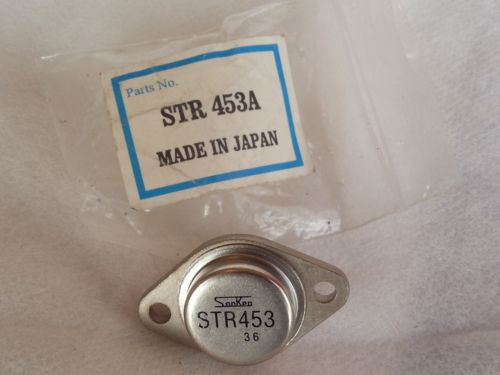 Parts No.
STR 453A
MADE IN JAPAN
SanKen
STR453
36